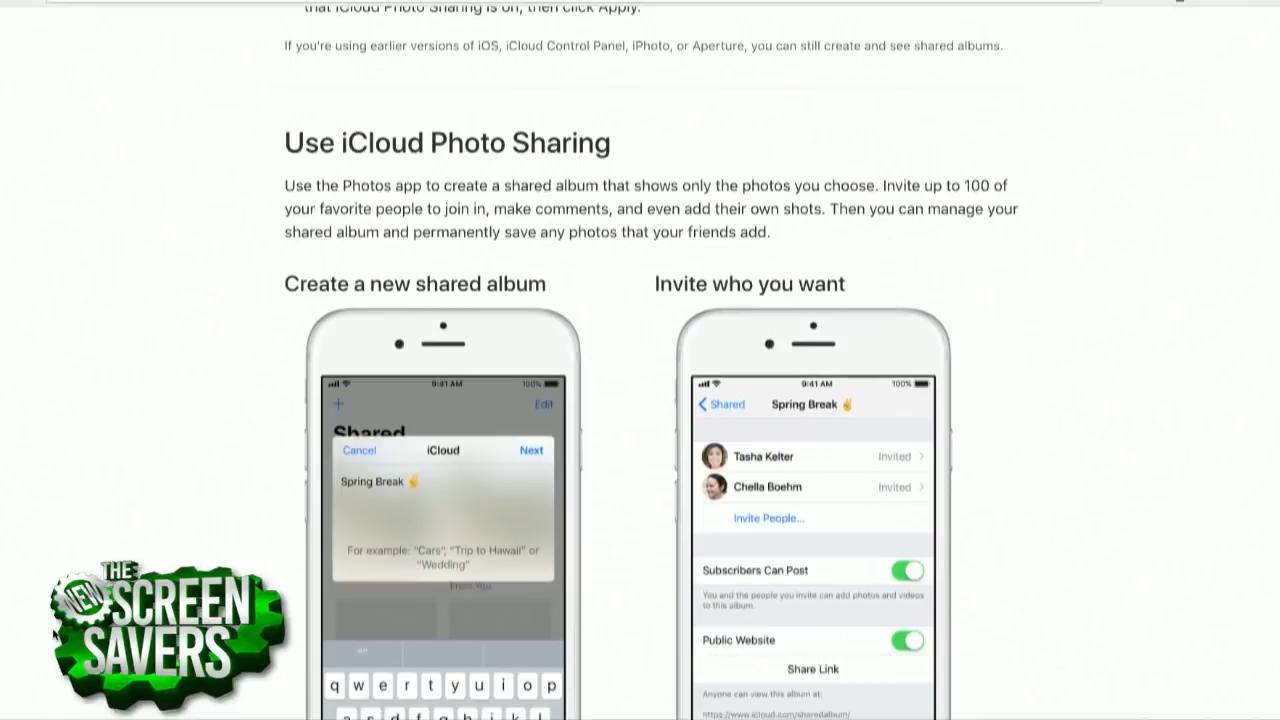 that iCloud Photo Sharing is on, then click Apply.
If you're using earlier versions of iOS, iCloud Control Panel, iPhoto, or Aperture, you can still create and see shared albums.
Use iCloud Photo Sharing
Use the Photos app to create a shared album that shows only the photos you choose. Invite up to 100 of
your favorite people to join in, make comments, and even add their own shots. Then you can manage your
shared album and permanently save any photos that your friends add.
Create a new shared album
9:41 AM 100%
Edit
Shared
Cancel iCloud Next
Spring Break ✌️
For example: "Cars", "Trip to Hawaii" or
"Wedding"
From You
q w e r t y u i o p
a s d f g h j k l
Invite who you want
9:41 AM 100%
Shared Spring Break ✌️
Tasha Kelter Invited
Chella Boehm Invited
Invite People...
Subscribers Can Post
You and the people you invite can add photos and videos
to this album.
Public Website
Share Link
Anyone can view this album at:
https://www.icloud.com/sharedalbum/
THE
NEW
SCREEN
SAVERS